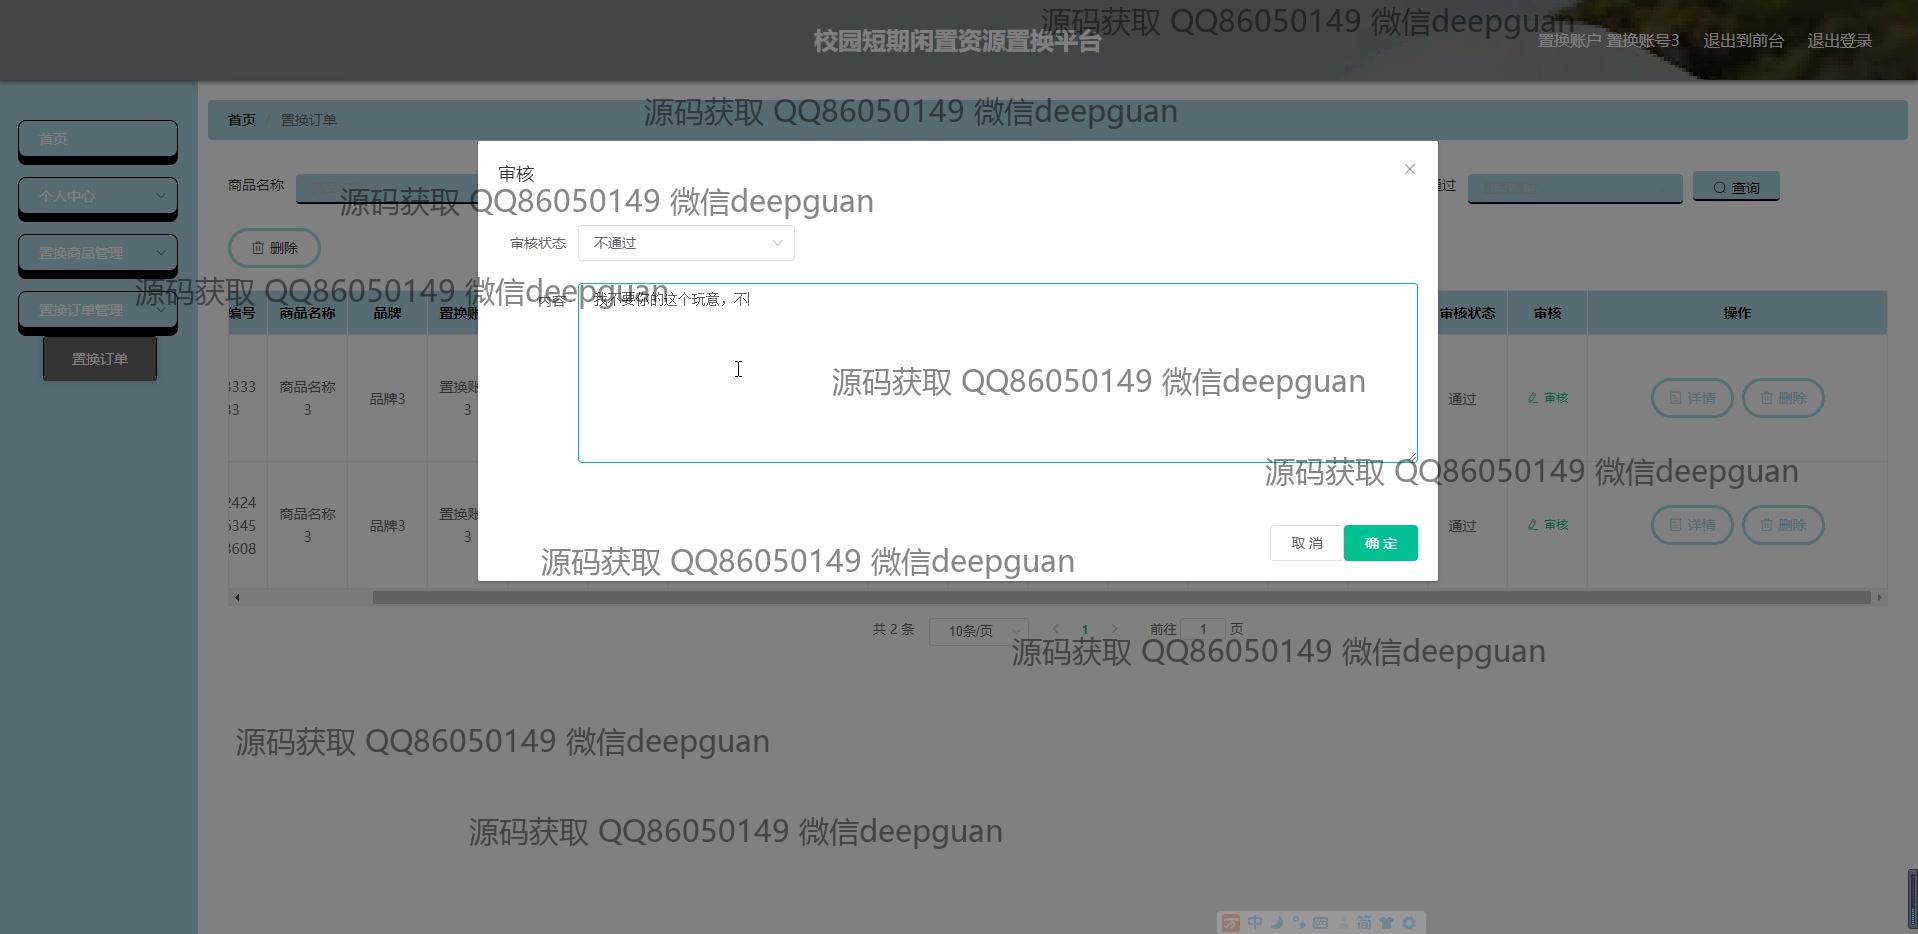 源码获取 QQ86050149 微信deepguan
校园短期闲置资源置换平台
置换账户 置换账号3 退出到前台 退出登录
源码获取 QQ86050149 微信deepguan
首页 / 置换订单
首页
个人中心
置换商品管理
置换订单管理
置换订单
商品名称
通过
查询
删除
源码获取 QQ86050149 微信deepguan
源码获取 QQ86050149 微信deepguan
审核
审核状态 不通过
内容 我不要你的这个玩意，不
源码获取 QQ86050149 微信deepguan
取消 确定
源码获取 QQ86050149 微信deepguan
编号 商品名称 品牌 置换账 审核状态 审核 操作
3333 商品名称 品牌3 置换账 通过 审核 详情 删除
33 3 3
源码获取 QQ86050149 微信deepguan
2424 商品名称 品牌3 置换账 通过 审核 详情 删除
6345 3 3
3608
共 2 条 10条/页 1 前往 1 页
源码获取 QQ86050149 微信deepguan
源码获取 QQ86050149 微信deepguan
源码获取 QQ86050149 微信deepguan
中 简